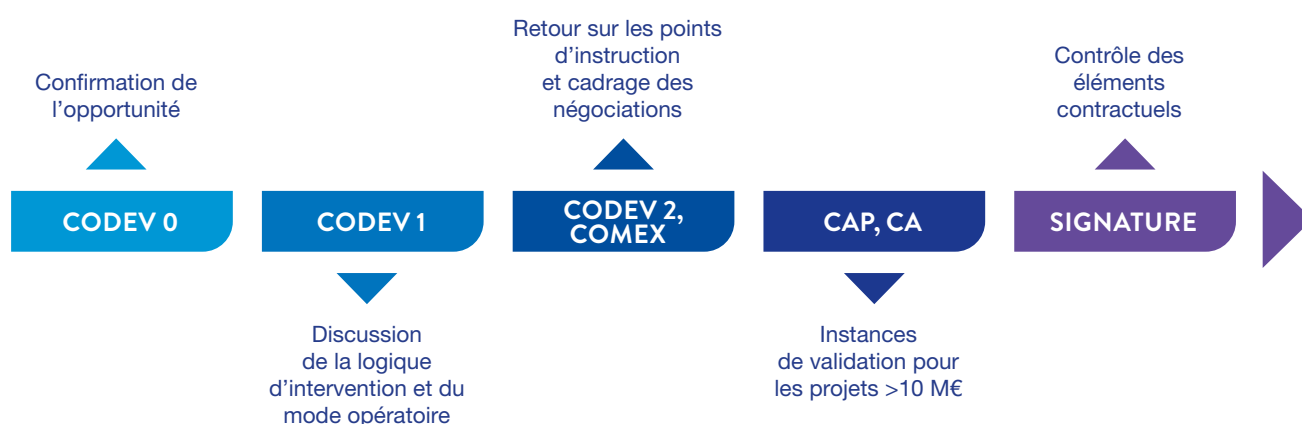 Confirmation de
l’opportunité
Retour sur les points
d’instruction
et cadrage des
négociations
Contrôle des
éléments
contractuels
CODEV 0
CODEV 1
CODEV 2,
COMEX
CAP, CA
SIGNATURE
Discussion
de la logique
d’intervention et du
mode opératoire
Instances
de validation pour
les projets >10 M€